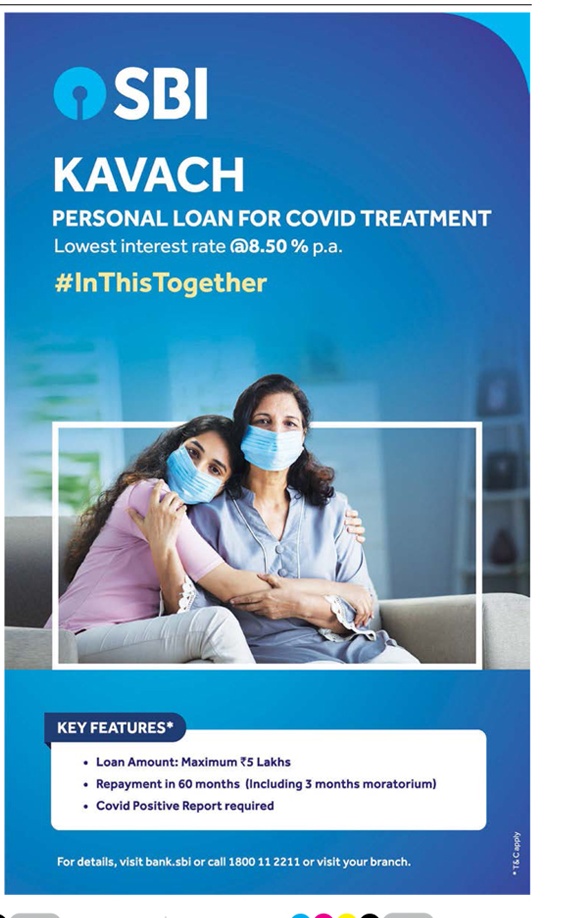 SBI
KAVACH
PERSONAL LOAN FOR COVID TREATMENT
Lowest interest rate @8.50 % p.a.
#InThisTogether
KEY FEATURES*
• Loan Amount: Maximum ₹5 Lakhs
• Repayment in 60 months (Including 3 months moratorium)
• Covid Positive Report required
For details, visit bank.sbi or call 1800 11 2211 or visit your branch.
*T& C apply